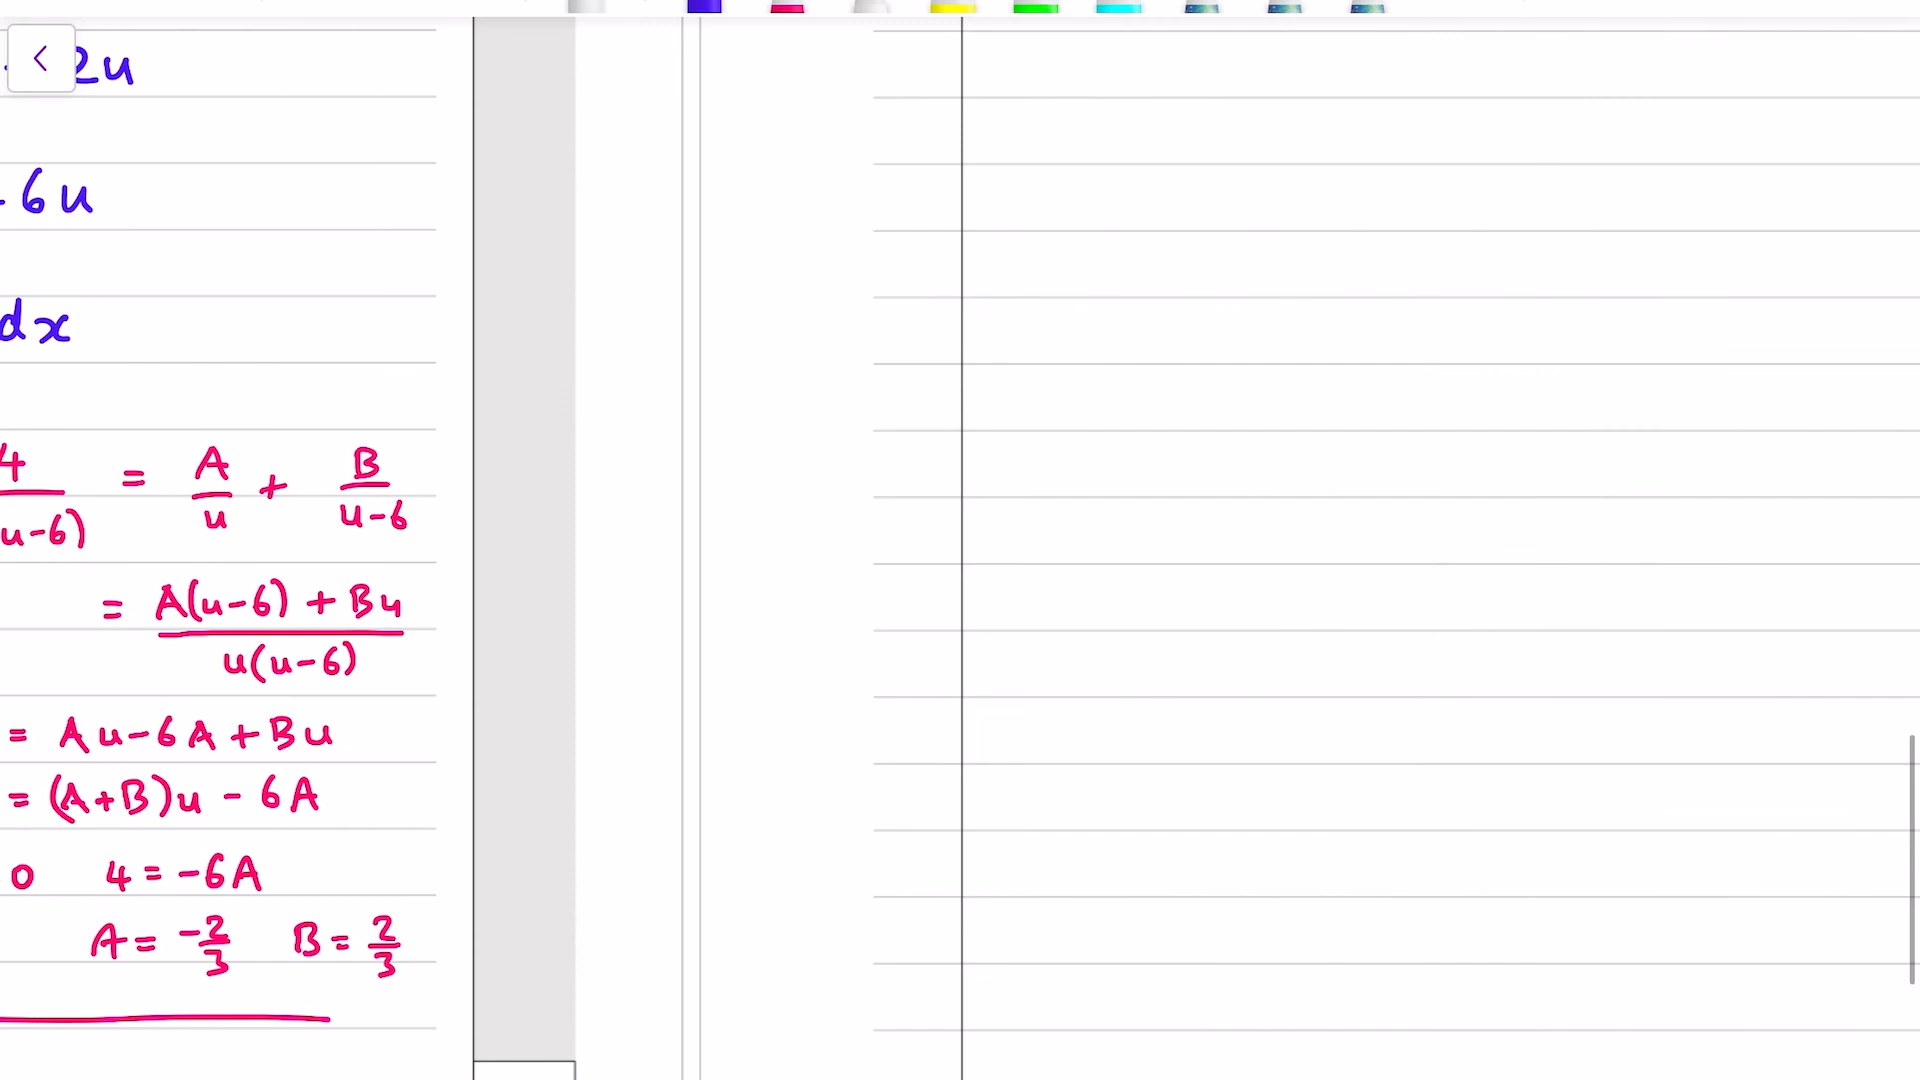 2u
- 6u
dx
4/(u-6) = A/u + B/(u-6)
= (A(u-6) + Bu)/(u(u-6))
= Au - 6A + Bu
= (A+B)u - 6A
0 4 = -6A
A = -2/3 B = 2/3